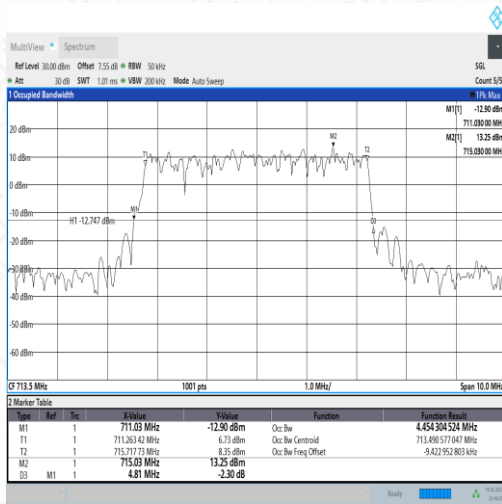 MultiView Spectrum
Ref Level 30.00 dBm Offset 7.55 dB RBW 50 kHz SGL
Att 30 dB SWT 1.01 ms VBW 200 kHz Mode Auto Sweep Count 5/5
1 Occupied Bandwidth 1Pk Max
M1[1] -12.90 dBm
711.030 00 MH
M2[1] 13.25 dBm
715.030 00 MH
20 dBm
M2
T1
T2
10 dBm
0 dBm
-10 dBm
M1
H1 -12.747 dBm
D3
-20 dBm
-30 dBm
-40 dBm
-50 dBm
-60 dBm
CF 713.5 MHz 1001 pts 1.0 MHz/ Span 10.0 MHz
2 Marker Table
Type Ref Trc X-Value Y-Value Function Function Result
M1 1 711.03 MHz -12.90 dBm Occ Bw 4.454 304 524 MHz
T1 1 711.263 42 MHz 6.73 dBm Occ Bw Centroid 713.490 577 047 MHz
T2 1 715.717 73 MHz 8.35 dBm Occ Bw Freq Offset -9.422 952 803 kHz
M2 1 715.03 MHz 13.25 dBm
D3 M1 1 4.81 MHz -2.30 dB
Ready